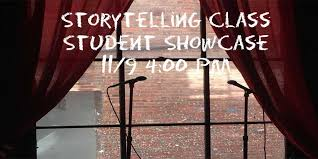 STORYTELLING CLASS
STUDENT SHOWCASE
11/9 4:00 PM